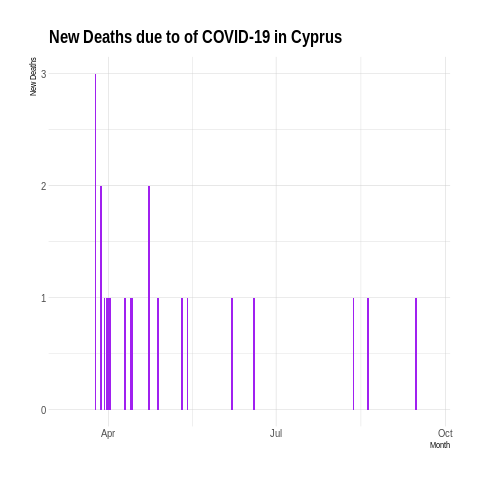 New Deaths due to of COVID-19 in Cyprus
New Deaths
3
2
1
0
Apr
Jul
Oct
Month